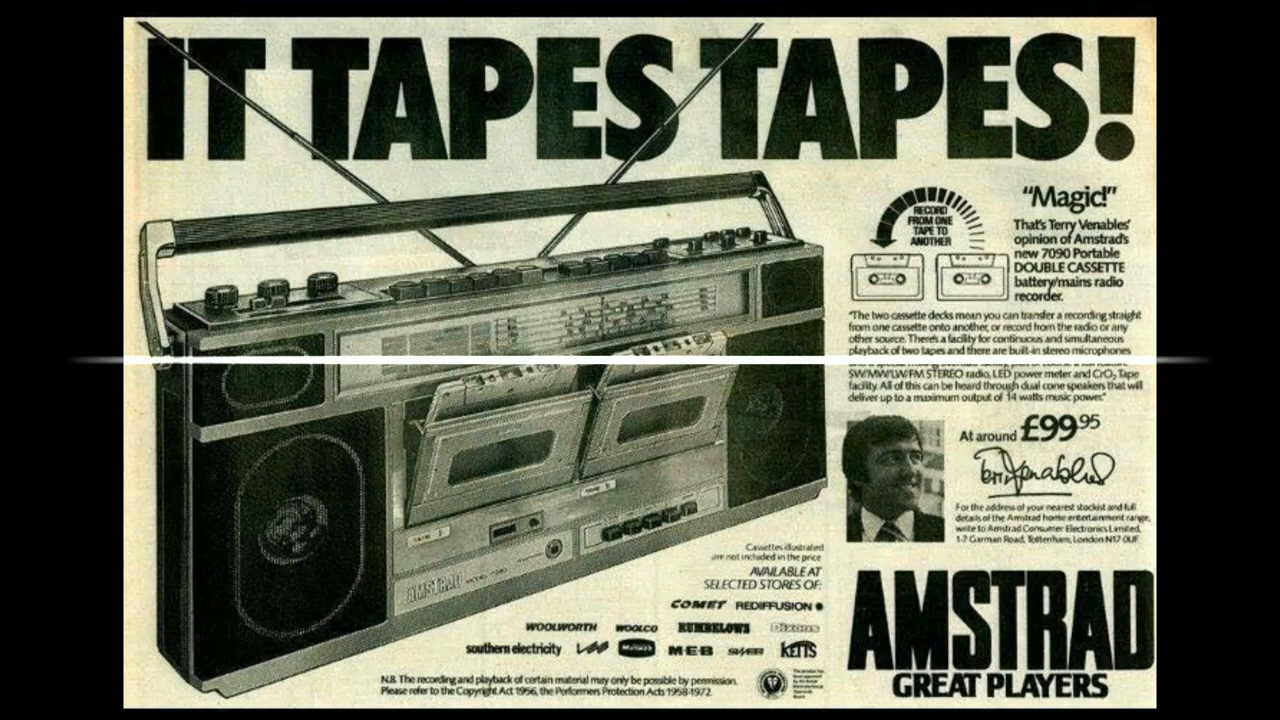 IT TAPES TAPES!
RECORD
FROM ONE
TAPE TO
ANOTHER
"Magic!"
That's Terry Venables'
opinion of Amstrad's
new 7090 Portable
DOUBLE CASSETTE
battery/mains radio
recorder.
"The two cassette decks mean you can transfer a recording straight
from one cassette onto another, or record from the radio or any
other source. There's a facility for continuous and simultaneous
playback of two tapes and there are built-in stereo microphones
SW/MW/LW/FM STEREO radio, LED power meter and CrO2 Tape
facility. All of this can be heard through dual cone speakers that will
deliver up to a maximum output of 14 watts music power."
At around £99.95
Terry Venables
For the address of your nearest stockist and full
details of the Amstrad home entertainment range,
write to Amstrad Consumer Electronics Limited,
1-7 Garman Road, Tottenham, London N17 0UF.
AMSTRAD
Cassettes illustrated
are not included in the price
AVAILABLE AT
SELECTED STORES OF:
COMET REDIFFUSION
WOOLWORTH WOOLCO RUMBELOWS Dixons
southern electricity MEB SWEB KETTS
N.B. The recording and playback of certain material may only be possible by permission.
Please refer to the Copyright Act 1956, the Performers Protection Acts 1958-1972.
AMSTRAD
GREAT PLAYERS